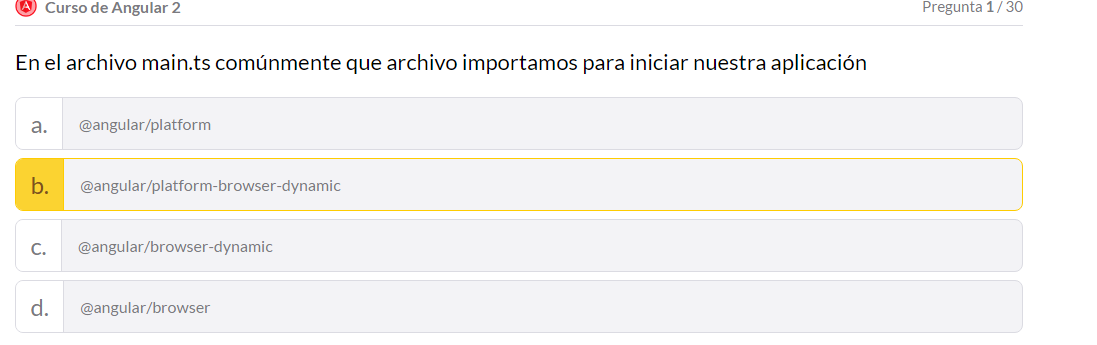 Curso de Angular 2
Pregunta 1 / 30
En el archivo main.ts comúnmente que archivo importamos para iniciar nuestra aplicación
a. @angular/platform
b. @angular/platform-browser-dynamic
c. @angular/browser-dynamic
d. @angular/browser